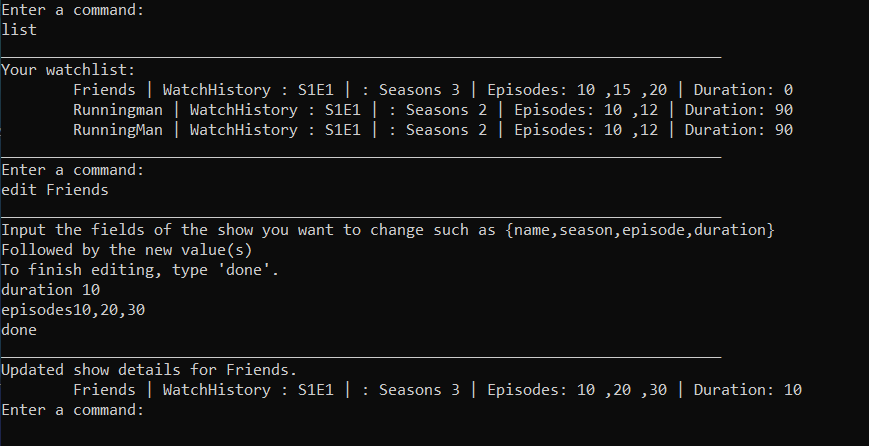 Enter a command:
list
________________________________________________________________________________
Your watchlist:
        Friends | WatchHistory : S1E1 | : Seasons 3 | Episodes: 10 ,15 ,20 | Duration: 0
        Runningman | WatchHistory : S1E1 | : Seasons 2 | Episodes: 10 ,12 | Duration: 90
        RunningMan | WatchHistory : S1E1 | : Seasons 2 | Episodes: 10 ,12 | Duration: 90
________________________________________________________________________________
Enter a command:
edit Friends
________________________________________________________________________________
Input the fields of the show you want to change such as {name,season,episode,duration}
Followed by the new value(s)
To finish editing, type 'done'.
duration 10
episodes10,20,30
done
________________________________________________________________________________
Updated show details for Friends.
        Friends | WatchHistory : S1E1 | : Seasons 3 | Episodes: 10 ,20 ,30 | Duration: 10
Enter a command: